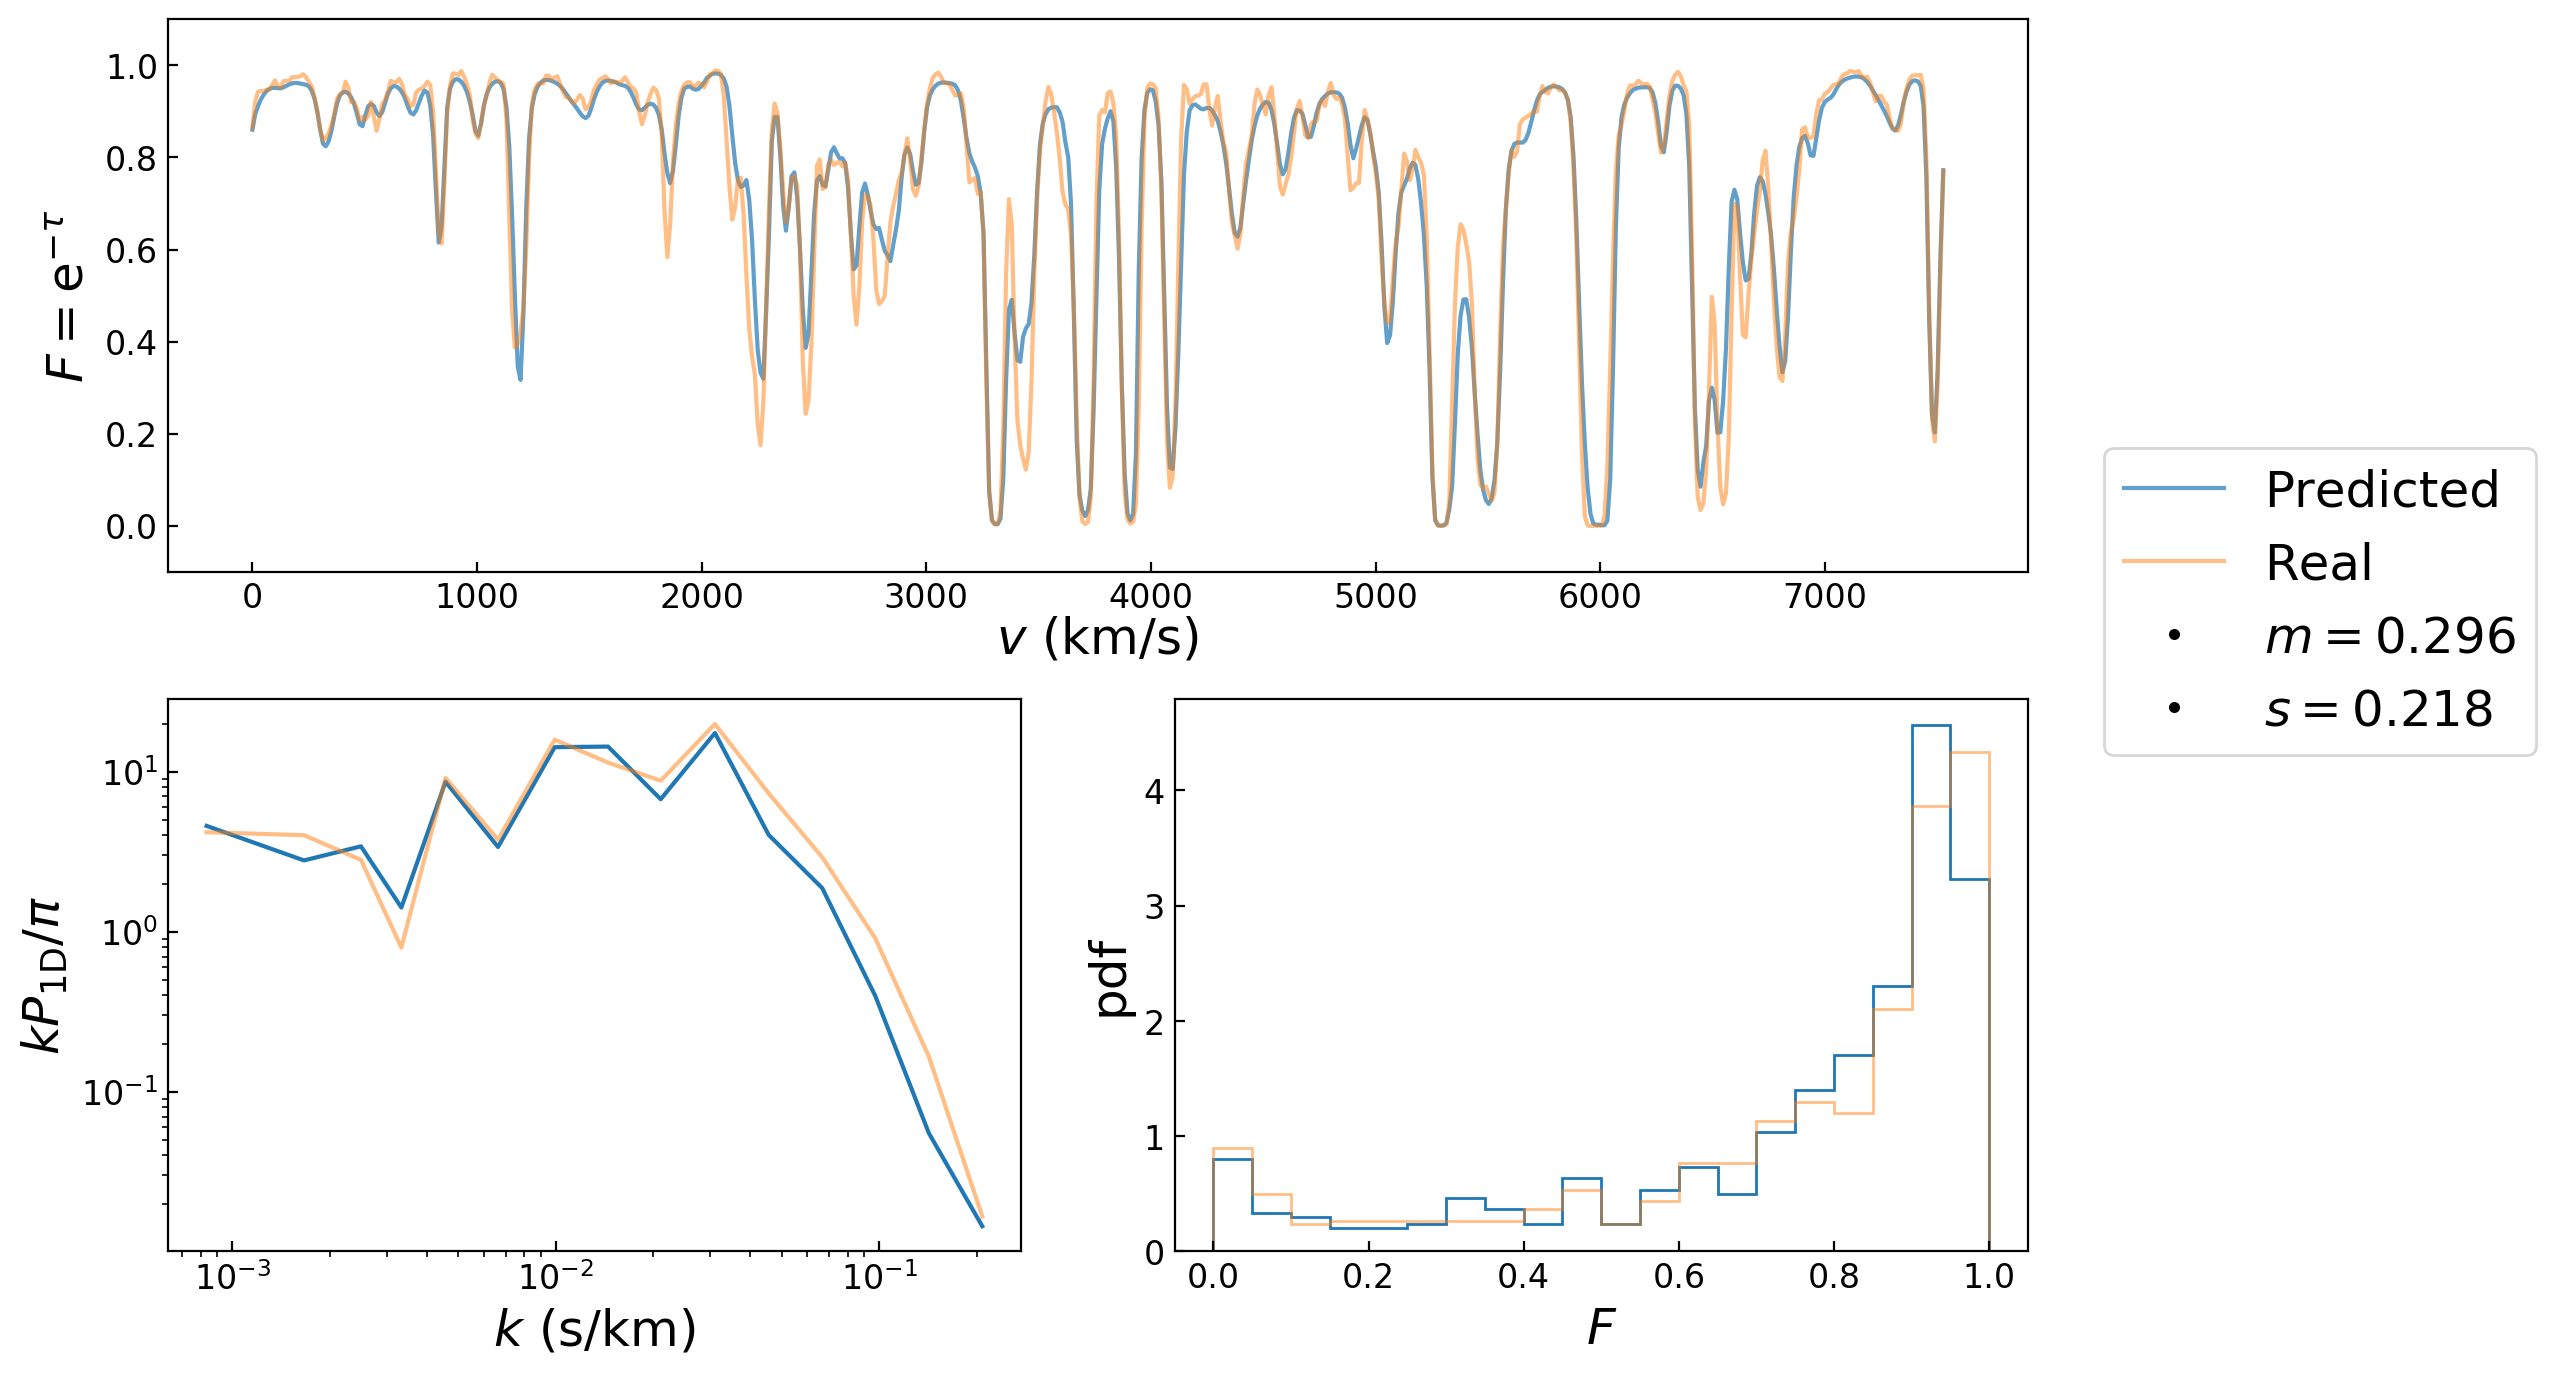 1.0
0.8
0.6
0.4
0.2
0.0
F = e^{-τ}
0 1000 2000 3000 4000 5000 6000 7000
v (km/s)
Predicted
Real
m = 0.296
s = 0.218
10^1
10^0
10^{-1}
kP_{1D}/π
10^{-3} 10^{-2} 10^{-1}
k (s/km)
4
3
2
1
0
pdf
0.0 0.2 0.4 0.6 0.8 1.0
F